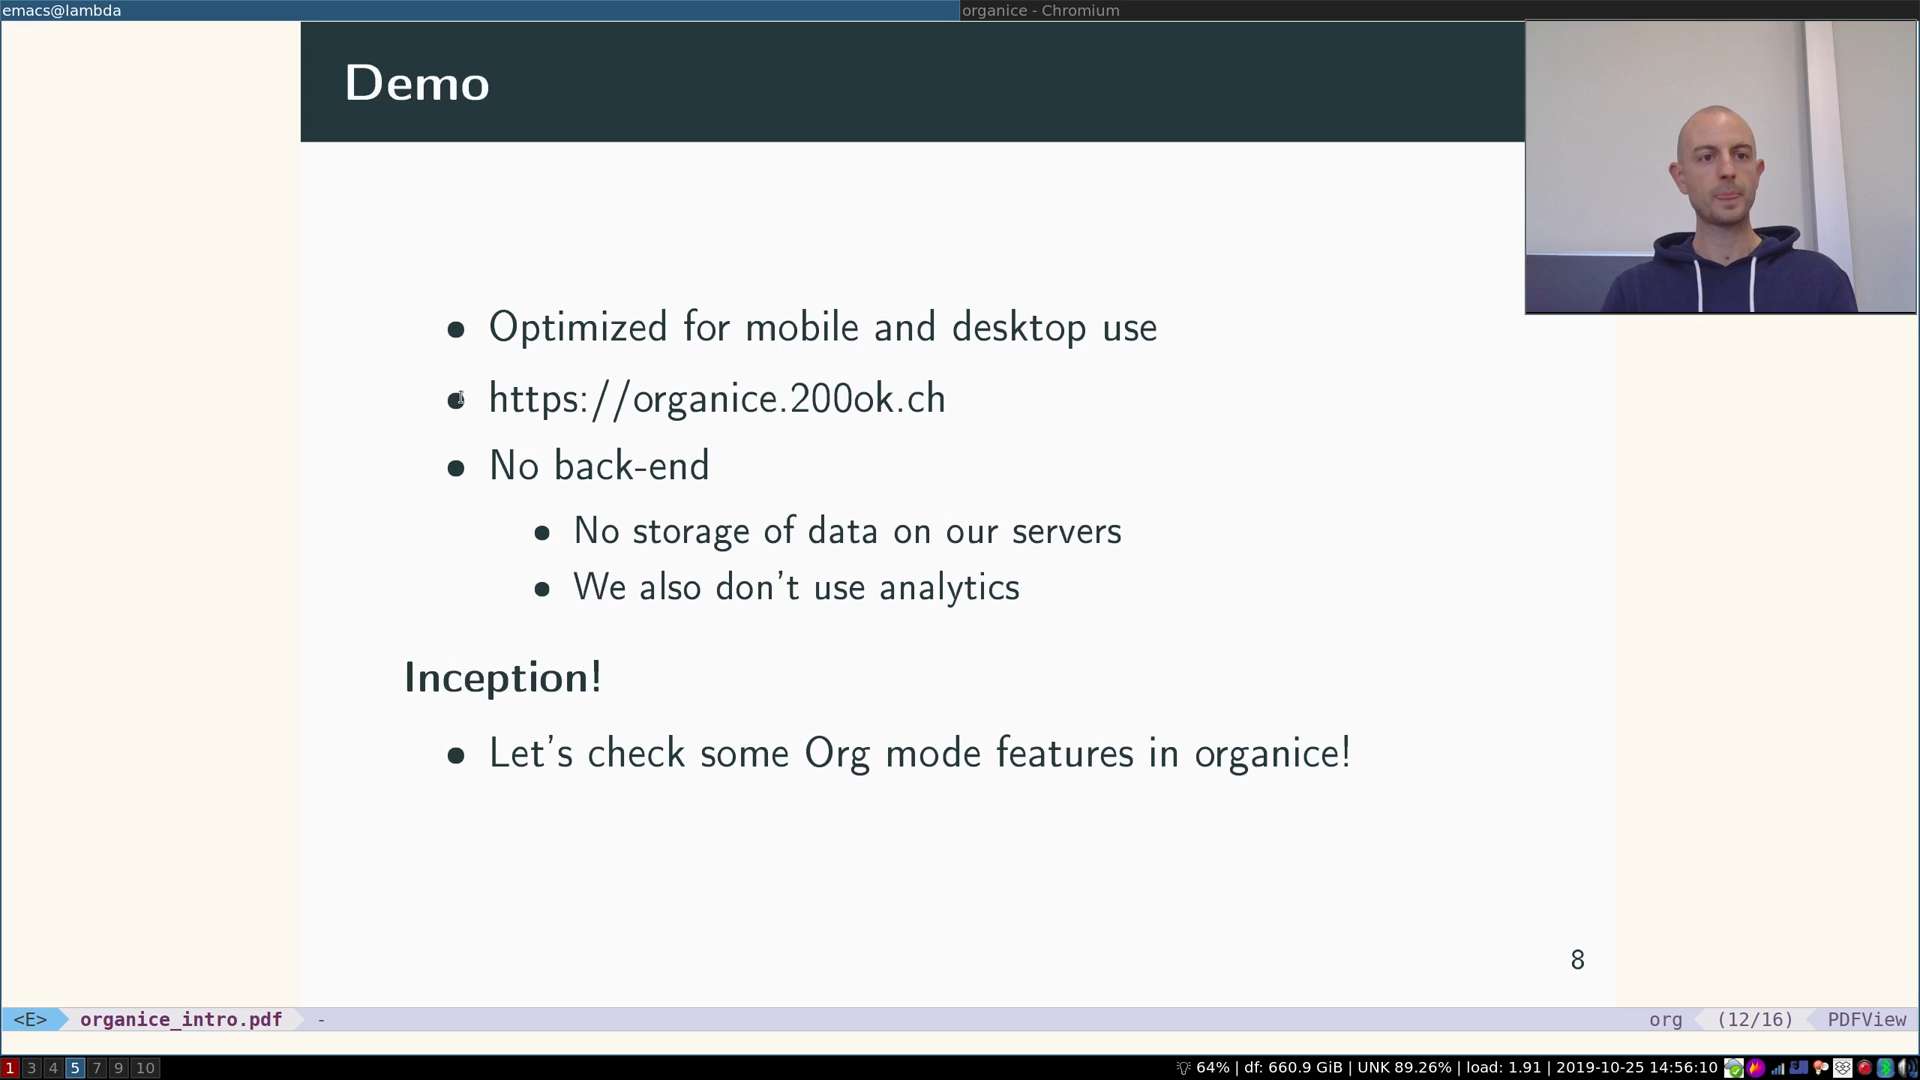 emacs@lambda
organice - Chromium
Demo
Optimized for mobile and desktop use
https://organice.200ok.ch
No back-end
No storage of data on our servers
We also don't use analytics
Inception!
Let's check some Org mode features in organice!
8
<E> organice_intro.pdf - org (12/16) PDFView
1 3 4 5 7 9 10 64% | df: 660.9 GiB | UNK 89.26% | load: 1.91 | 2019-10-25 14:56:10